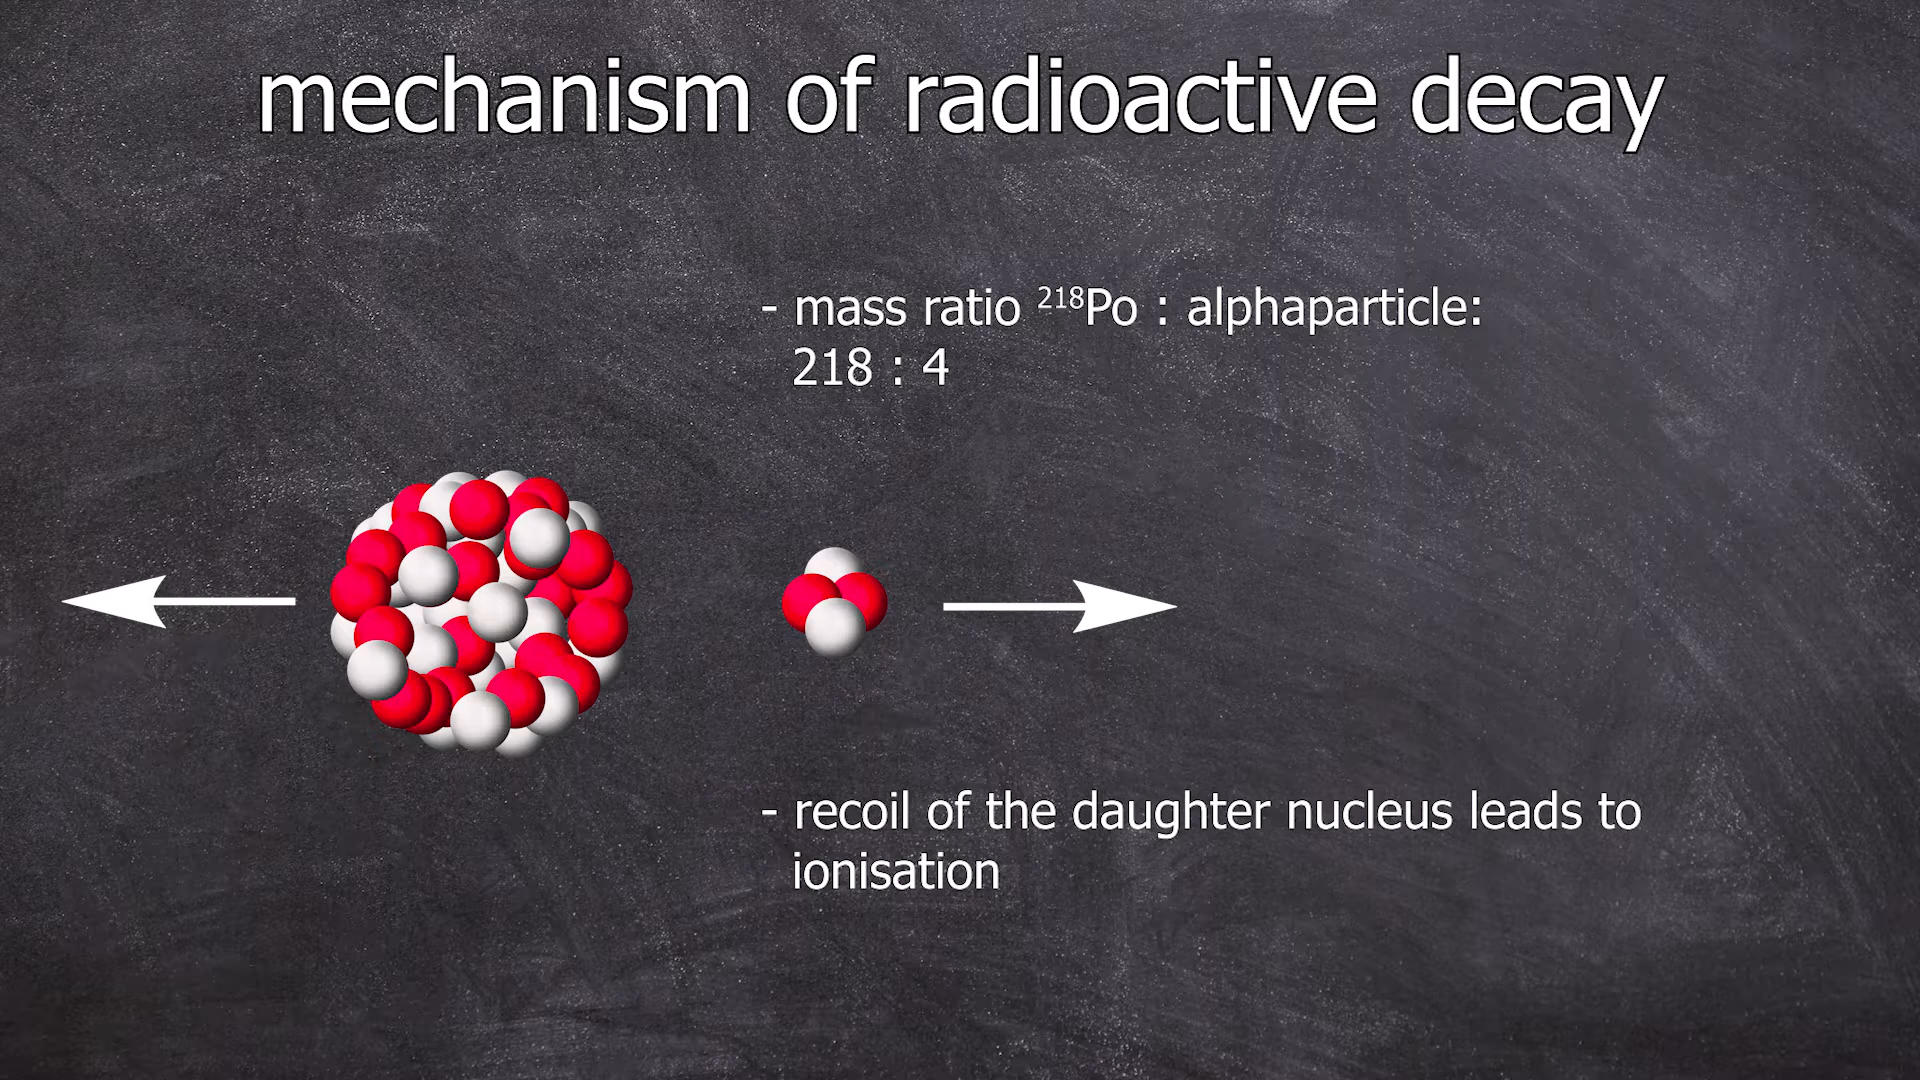 mechanism of radioactive decay
- mass ratio ²¹⁸Po : alphaparticle:
218 : 4
- recoil of the daughter nucleus leads to
ionisation